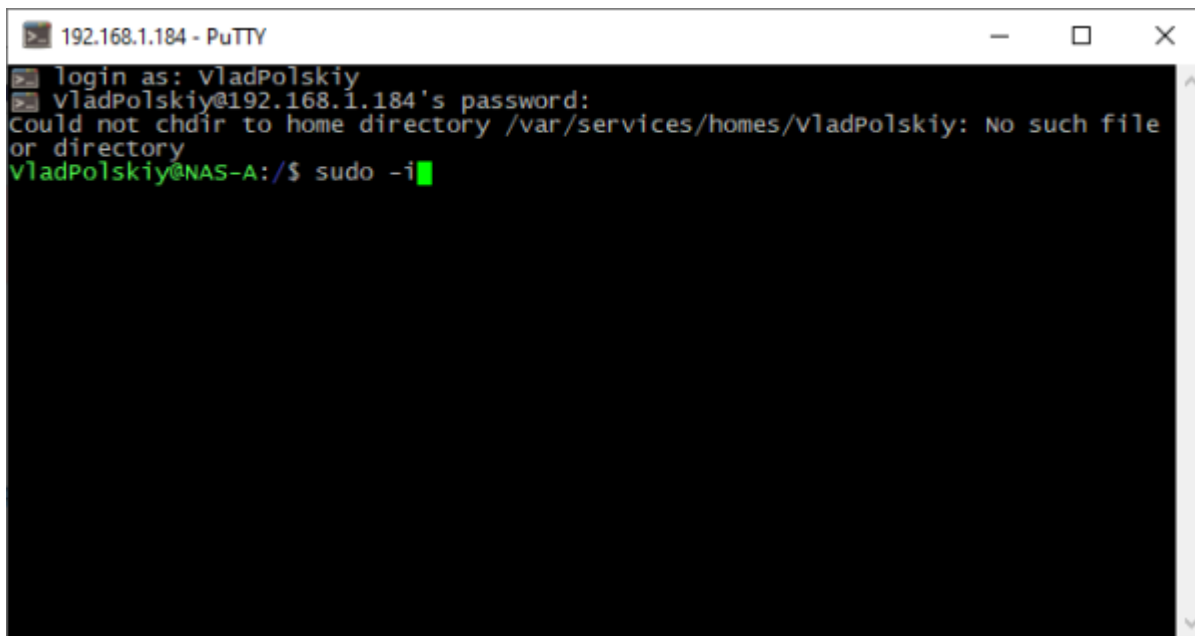 192.168.1.184 - PuTTY
login as: VladPolskiy
VladPolskiy@192.168.1.184's password:
Could not chdir to home directory /var/services/homes/VladPolskiy: No such file
or directory
VladPolskiy@NAS-A:/$ sudo -i